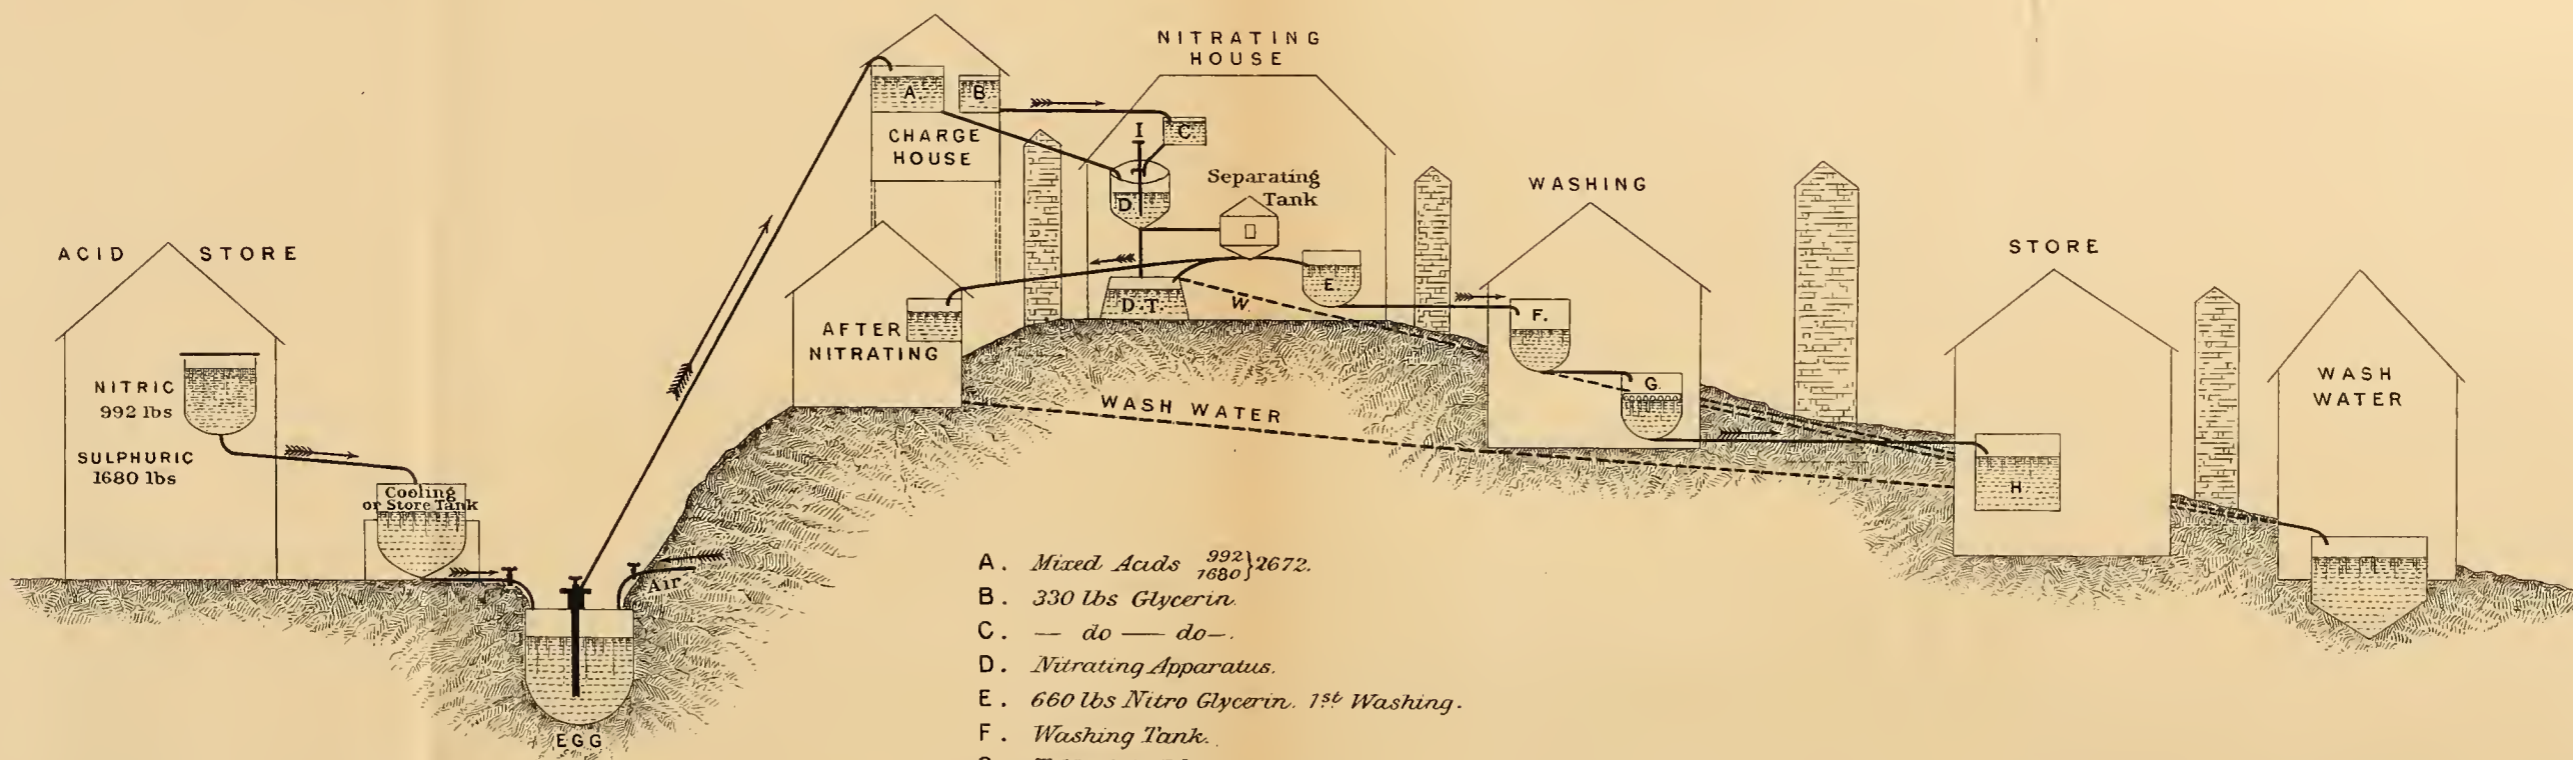 NITRATING
HOUSE
A.
B
CHARGE
HOUSE
I
C.
D
Separating
Tank
WASHING
ACID STORE
STORE
E.
W.
D.T.
F.
AFTER
NITRATING
NITRIC
992 lbs
SULPHURIC
1680 lbs
WASH WATER
G.
WASH
WATER
Cooling
or Store Tank
H
Air
EGG
A. Mixed Acids 992 1680} 2672.
B. 330 lbs Glycerin.
C. — do — do—.
D. Nitrating Apparatus.
E. 660 lbs Nitro Glycerin. 1st Washing.
F. Washing Tank.